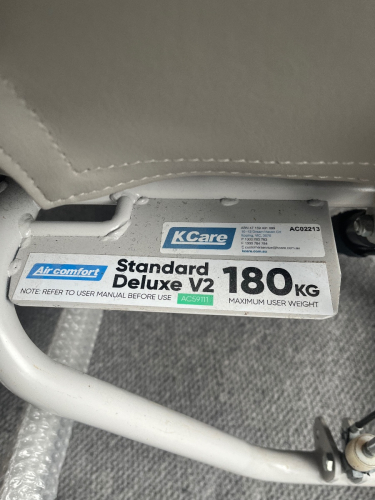 KCare
AC02213
Air comfort
Standard
Deluxe V2
180KG
NOTE: REFER TO USER MANUAL BEFORE USE
AC59111
MAXIMUM USER WEIGHT